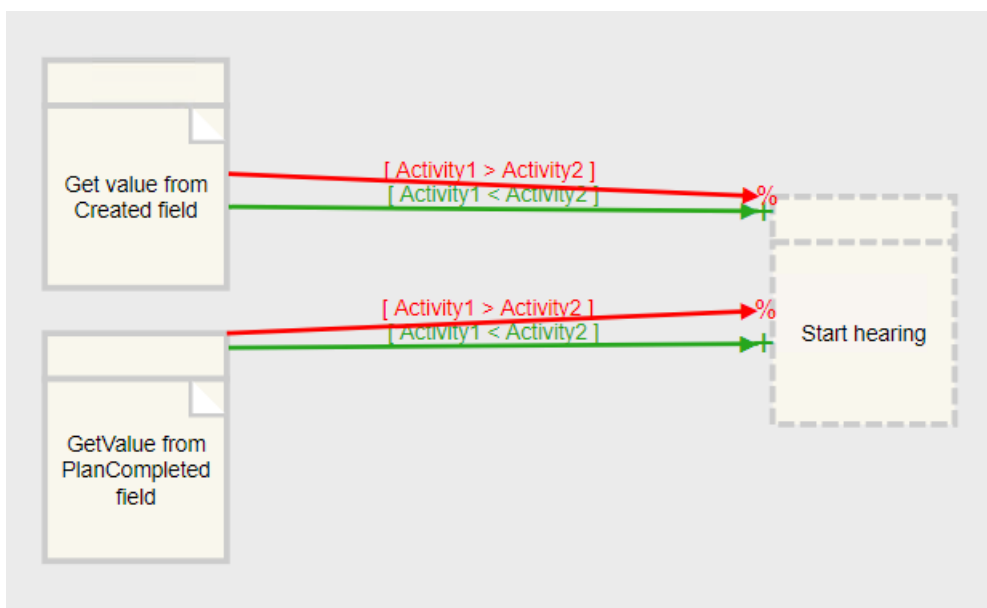 Get value from
Created field
[ Activity1 > Activity2 ]
%
[ Activity1 < Activity2 ]
+
[ Activity1 > Activity2 ]
%
[ Activity1 < Activity2 ]
+
Start hearing
GetValue from
PlanCompleted
field